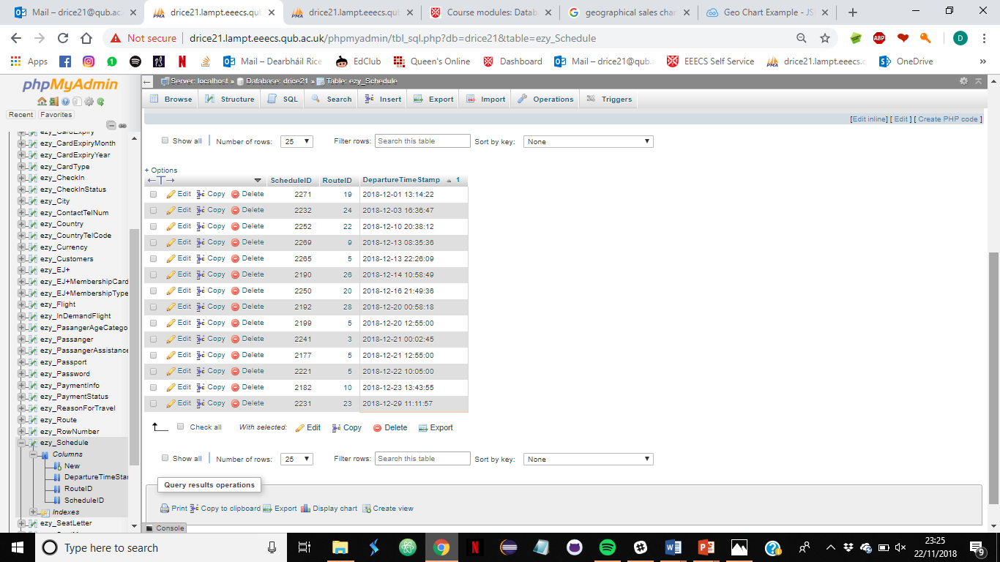 Mail – drice21@qub.ac.
drice21.lampt.eeecs.qub
drice21.lampt.eeecs.qub
Course modules: Datab
geographical sales char
Geo Chart Example - JS
Not secure | drice21.lampt.eeecs.qub.ac.uk/phpmyadmin/tbl_sql.php?db=drice21&table=ezy_Schedule
D
Apps
Mail – Dearbháil Rice
EdClub
Queen's Online
Dashboard
Mail – drice21@qub.ac
EEECS Self Service
drice21.lampt.eeecs.q
OneDrive
»
phpMyAdmin
Recent Favorites
ezy_CardExpiry
ezy_CardExpiryMonth
ezy_CardExpiryYear
ezy_CardType
ezy_CheckIn
ezy_CheckInStatus
ezy_City
ezy_ContactTelNum
ezy_Country
ezy_CountryTelCode
ezy_Currency
ezy_Customers
ezy_EJ+
ezy_EJ+MembershipCard
ezy_EJ+MembershipType
ezy_Flight
ezy_InDemandFlight
ezy_PasangerAgeCatego
ezy_Passanger
ezy_PassangerAssistance
ezy_Passport
ezy_Password
ezy_PaymentInfo
ezy_PaymentStatus
ezy_ReasonForTravel
ezy_Route
ezy_RowNumber
ezy_Schedule
Columns
New
DepartureTimeStar
RouteID
ScheduleID
Indexes
ezy_SeatLetter
Server: localhost » Database: drice21 » Table: ezy_Schedule
Browse Structure SQL Search Insert Export Import Operations Triggers
[Edit inline] [ Edit ] [ Create PHP code ]
Show all | Number of rows: 25 Filter rows: Search this table Sort by key: None
+ Options
←T→ ScheduleID RouteID DepartureTimeStamp 1
Edit Copy Delete 2271 19 2018-12-01 13:14:22
Edit Copy Delete 2232 24 2018-12-03 16:36:47
Edit Copy Delete 2252 22 2018-12-10 20:38:12
Edit Copy Delete 2269 9 2018-12-13 08:35:36
Edit Copy Delete 2265 5 2018-12-13 22:26:09
Edit Copy Delete 2190 26 2018-12-14 10:58:49
Edit Copy Delete 2250 20 2018-12-16 21:49:36
Edit Copy Delete 2192 28 2018-12-20 00:58:18
Edit Copy Delete 2199 5 2018-12-20 12:55:00
Edit Copy Delete 2241 3 2018-12-21 00:02:45
Edit Copy Delete 2177 5 2018-12-21 12:55:00
Edit Copy Delete 2221 5 2018-12-22 10:05:00
Edit Copy Delete 2182 10 2018-12-23 13:43:55
Edit Copy Delete 2231 23 2018-12-29 11:11:57
Check all With selected: Edit Copy Delete Export
Show all | Number of rows: 25 Filter rows: Search this table Sort by key: None
Query results operations
Print Copy to clipboard Export Display chart Create view
Console
Type here to search
23:25
22/11/2018
9